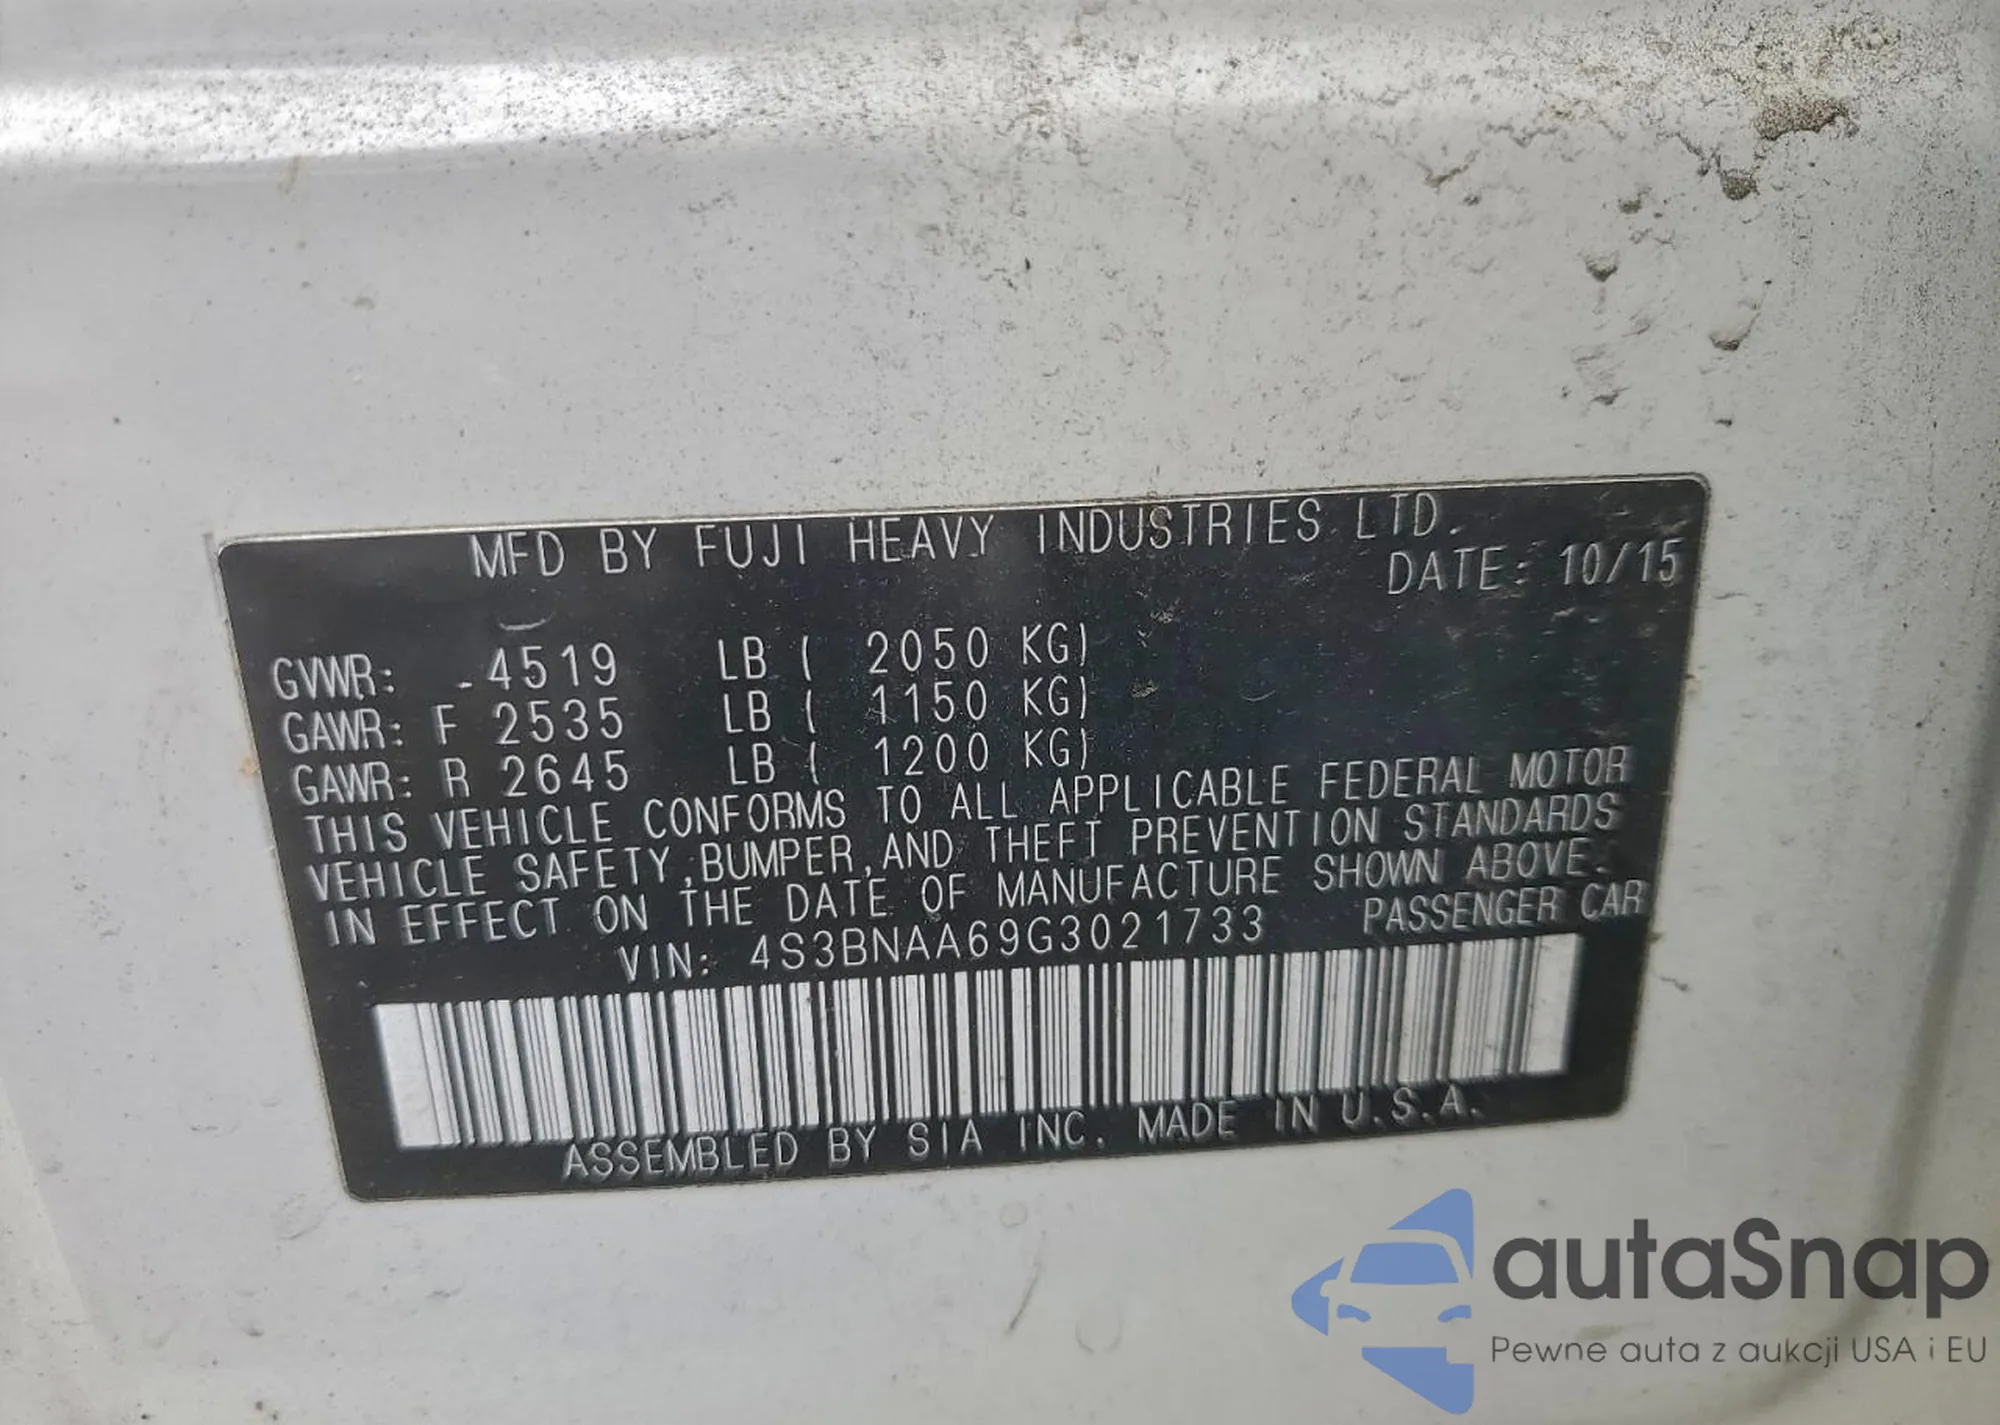 MFD BY FUJI HEAVY INDUSTRIES LTD.
DATE: 10/15
GVWR: 4519 LB ( 2050 KG)
GAWR: F 2535 LB ( 1150 KG)
GAWR: R 2645 LB ( 1200 KG)
THIS VEHICLE CONFORMS TO ALL APPLICABLE FEDERAL MOTOR
VEHICLE SAFETY,BUMPER,AND THEFT PREVENTION STANDARDS
IN EFFECT ON THE DATE OF MANUFACTURE SHOWN ABOVE.
VIN: 4S3BNAA69G3021733 PASSENGER CAR
ASSEMBLED BY SIA INC. MADE IN U.S.A.
autaSnap
Pewne auta z aukcji USA i EU